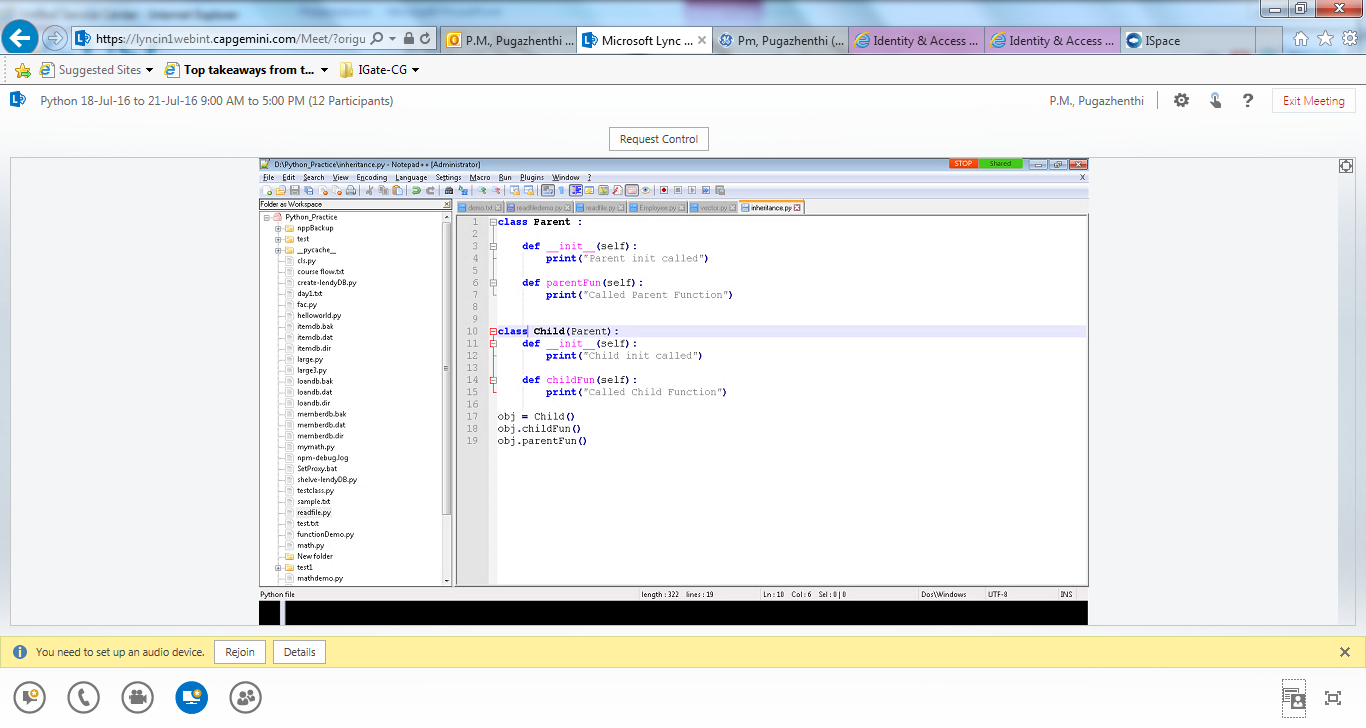 https://lyncin1webint.capgemini.com/Meet/?origu
P.M., Pugazhenthi ...
Microsoft Lync ...
Pm, Pugazhenthi (...
Identity & Access ...
Identity & Access ...
ISpace
Suggested Sites
Top takeaways from t...
IGate-CG
Python 18-Jul-16 to 21-Jul-16 9:00 AM to 5:00 PM (12 Participants)
P.M., Pugazhenthi
?
Exit Meeting
Request Control
D:\Python_Practice\inheritance.py - Notepad++ [Administrator]
STOP
Shared
File Edit Search View Encoding Language Settings Macro Run Plugins Window ?
X
Folder as Workspace
demo.txt
readfiledemo.py
readfile.py
Employee.py
vector.py
inheritance.py
Python_Practice
nppBackup
test
__pycache__
cls.py
course flow.txt
create-lendyDB.py
day1.txt
fac.py
helloworld.py
itemdb.bak
itemdb.dat
itemdb.dir
large.py
large3.py
loandb.bak
loandb.dat
loandb.dir
memberdb.bak
memberdb.dat
memberdb.dir
mymath.py
npm-debug.log
SetProxy.bat
shelve-lendyDB.py
testclass.py
sample.txt
readfile.py
test.txt
functionDemo.py
math.py
New folder
test1
mathdemo.py
1 class Parent :
2
3 def __init__(self):
4 print("Parent init called")
5
6 def parentFun(self):
7 print("Called Parent Function")
8
9
10 class Child(Parent):
11 def __init__(self):
12 print("Child init called")
13
14 def childFun(self):
15 print("Called Child Function")
16
17 obj = Child()
18 obj.childFun()
19 obj.parentFun()
Python file
length : 322 lines : 19
Ln : 10 Col : 6 Sel : 0 | 0
Dos\Windows
UTF-8
INS
You need to set up an audio device.
Rejoin
Details